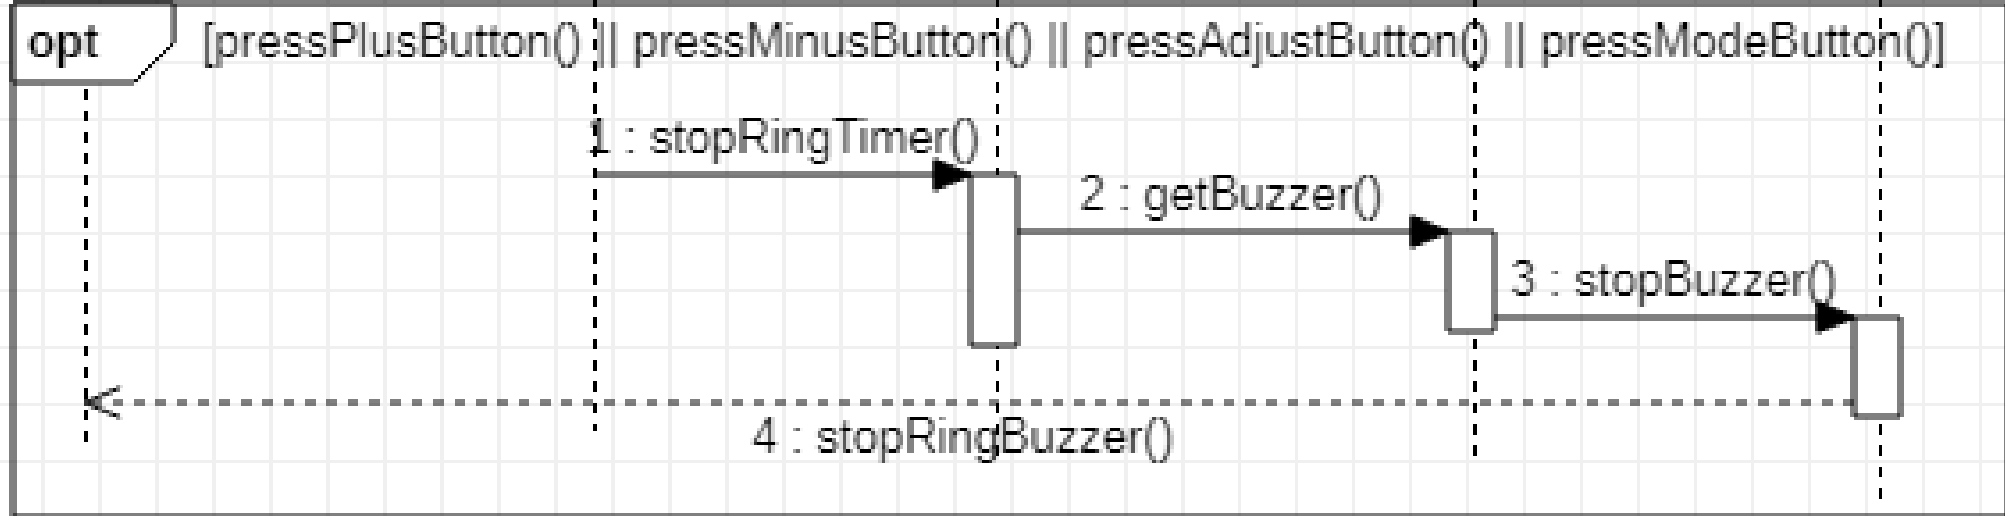 opt [pressPlusButton() || pressMinusButton() || pressAdjustButton() || pressModeButton()]
1 : stopRingTimer()
2 : getBuzzer()
3 : stopBuzzer()
4 : stopRingBuzzer()